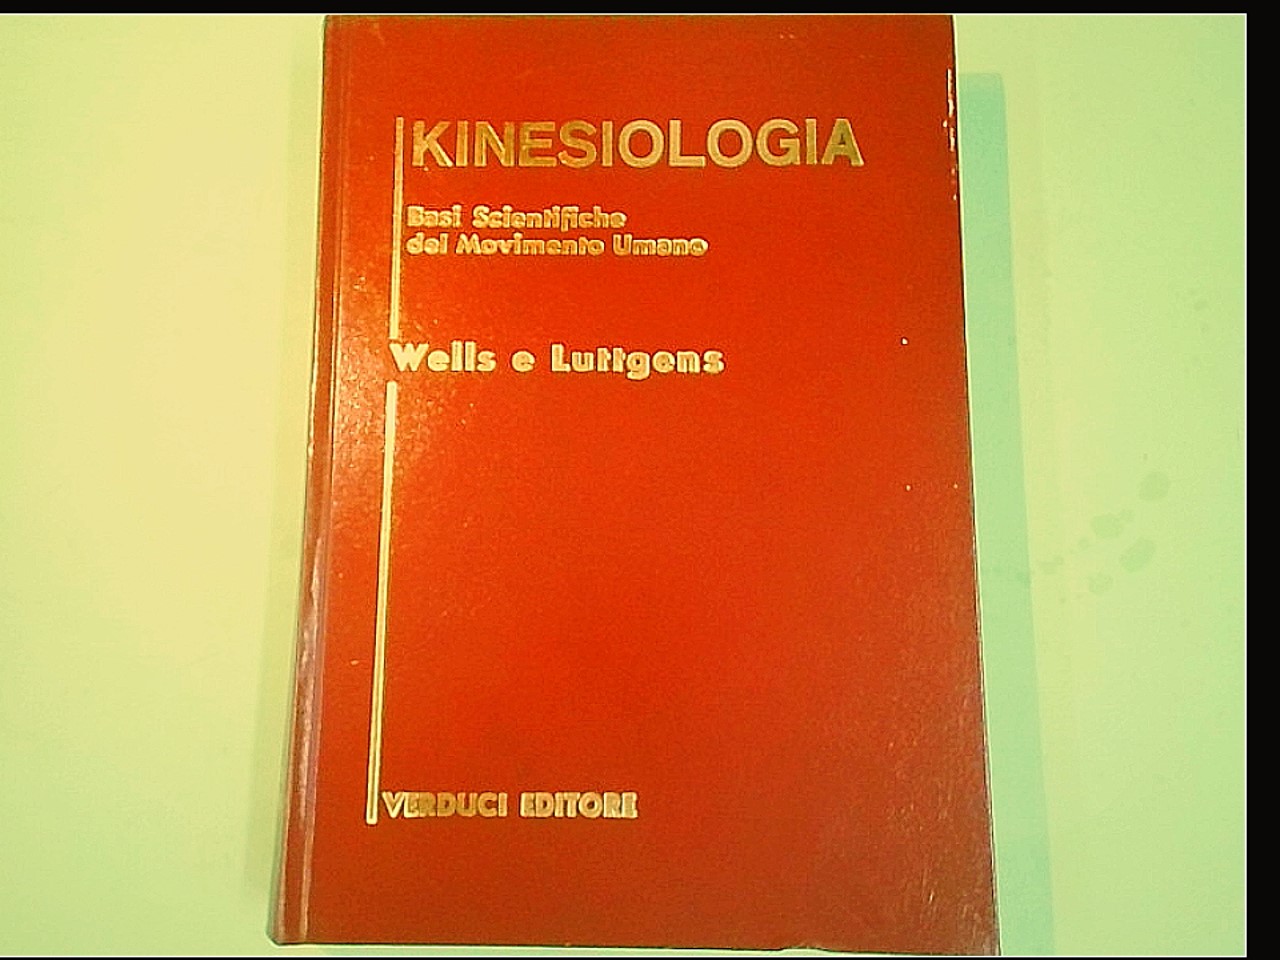 KINESIOLOGIA
Basi Scientifiche
del Movimento Umano
Wells e Luttgens
VERDUCI EDITORE